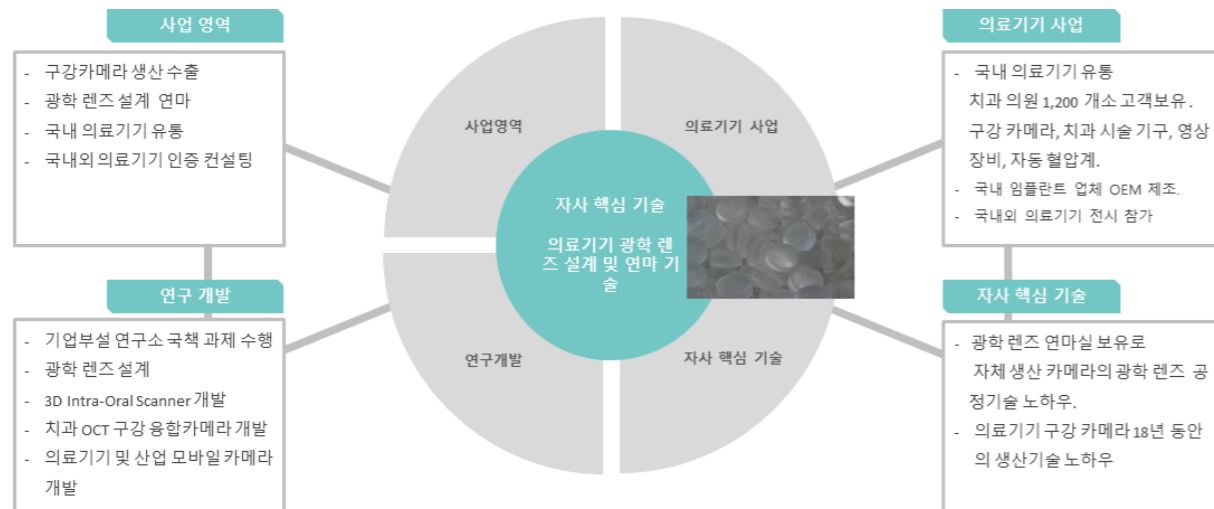 사업 영역
- 구강카메라 생산 수출
- 광학 렌즈 설계 연마
- 국내 의료기기 유통
- 국내외 의료기기 인증 컨설팅
연구 개발
- 기업부설 연구소 국책 과제 수행
- 광학 렌즈 설계
- 3D Intra-Oral Scanner 개발
- 치과 OCT 구강 융합카메라 개발
- 의료기기 및 산업 모바일 카메라
개발
사업영역
의료기기 사업
자사 핵심 기술
의료기기 광학 렌
즈 설계 및 연마 기
술
연구개발
자사 핵심 기술
의료기기 사업
- 국내 의료기기 유통
치과 의원 1,200 개소 고객보유.
구강 카메라, 치과 시술 기구, 영상
장비, 자동 혈압계.
- 국내 임플란트 업체 OEM 제조.
- 국내외 의료기기 전시 참가
자사 핵심 기술
- 광학 렌즈 연마실 보유로
자체 생산 카메라의 광학 렌즈 공
정기술 노하우.
- 의료기기 구강 카메라 18년 동안
의 생산기술 노하우